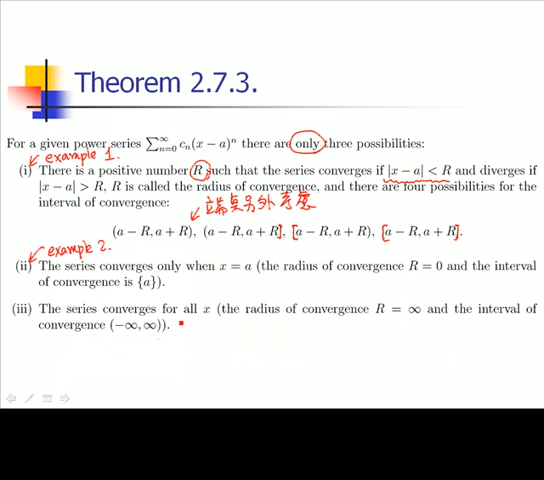 Theorem 2.7.3.
For a given power series $\sum_{n=0}^{\infty} c_n(x-a)^n$ there are only three possibilities:
example 1.
(i) There is a positive number R such that the series converges if |x − a| < R and diverges if
|x − a| > R, R is called the radius of convergence, and there are four possibilities for the
interval of convergence:
端点另外考虑
(a − R, a + R), (a − R, a + R], [a − R, a + R), [a − R, a + R].
example 2.
(ii) The series converges only when x = a (the radius of convergence R = 0 and the interval
of convergence is {a}).
(iii) The series converges for all x (the radius of convergence R = ∞ and the interval of
convergence (−∞, ∞)).